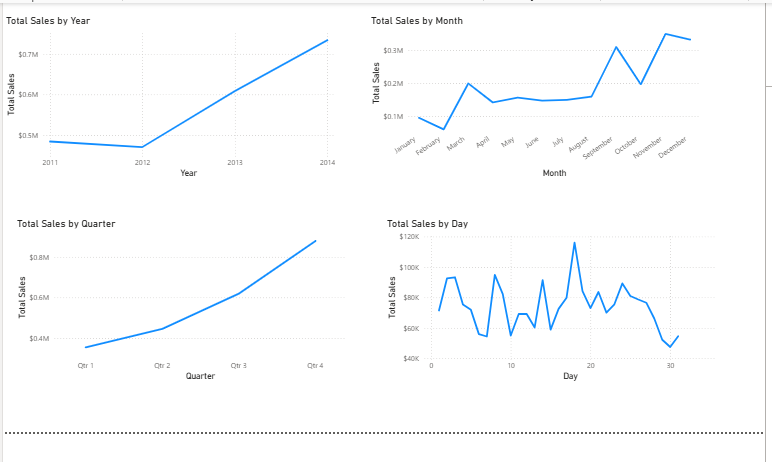 Total Sales by Year
$0.7M
$0.6M
$0.5M
Total Sales
2011 2012 2013 2014
Year
Total Sales by Month
$0.3M
$0.2M
$0.1M
Total Sales
January February March April May June July August September October November December
Month
Total Sales by Quarter
$0.8M
$0.6M
$0.4M
Total Sales
Qtr 1 Qtr 2 Qtr 3 Qtr 4
Quarter
Total Sales by Day
$120K
$100K
$80K
$60K
$40K
Total Sales
0 10 20 30
Day